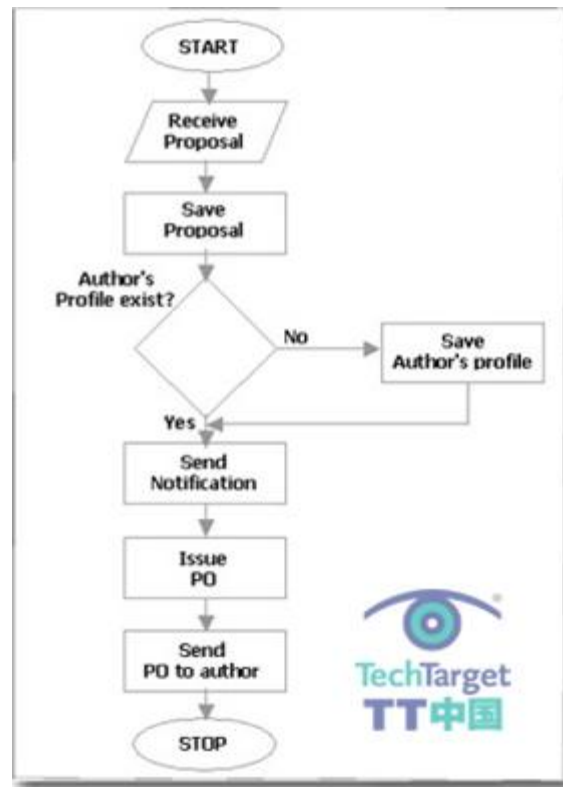 START
Receive
Proposal
Save
Proposal
Author's
Profile exist?
No
Save
Author's profile
Yes
Send
Notification
Issue
PO
Send
PO to author
STOP
TechTarget
TT中国